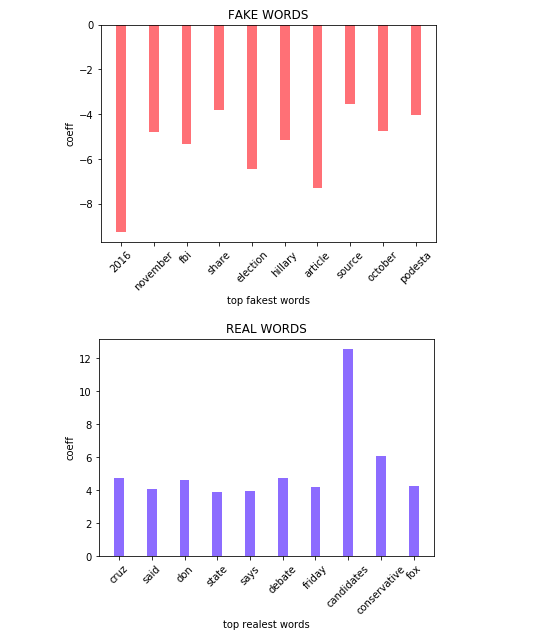 FAKE WORDS
0
−2
−4
−6
−8
coeff
2016 november fbi share election hillary article source october podesta
top fakest words
REAL WORDS
12
10
8
6
4
2
0
coeff
cruz said don state says debate friday candidates conservative fox
top realest words